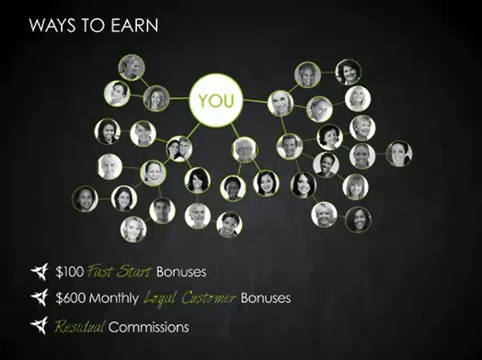 WAYS TO EARN
YOU
$100 Fast Start Bonuses
$600 Monthly Loyal Customer Bonuses
Residual Commissions